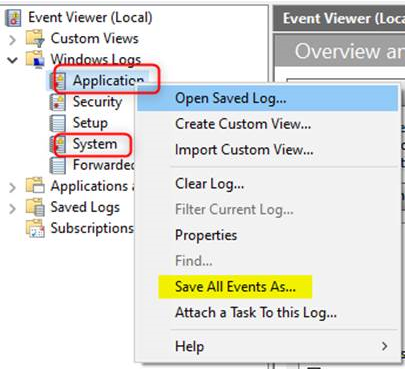 Event Viewer (Local)
Custom Views
Windows Logs
Application
Security
Setup
System
Forwarded
Applications a
Saved Logs
Subscriptions
Open Saved Log...
Create Custom View...
Import Custom View...
Clear Log...
Filter Current Log...
Properties
Find...
Save All Events As...
Attach a Task To this Log...
Help
Event Viewer (Loca
Overview an